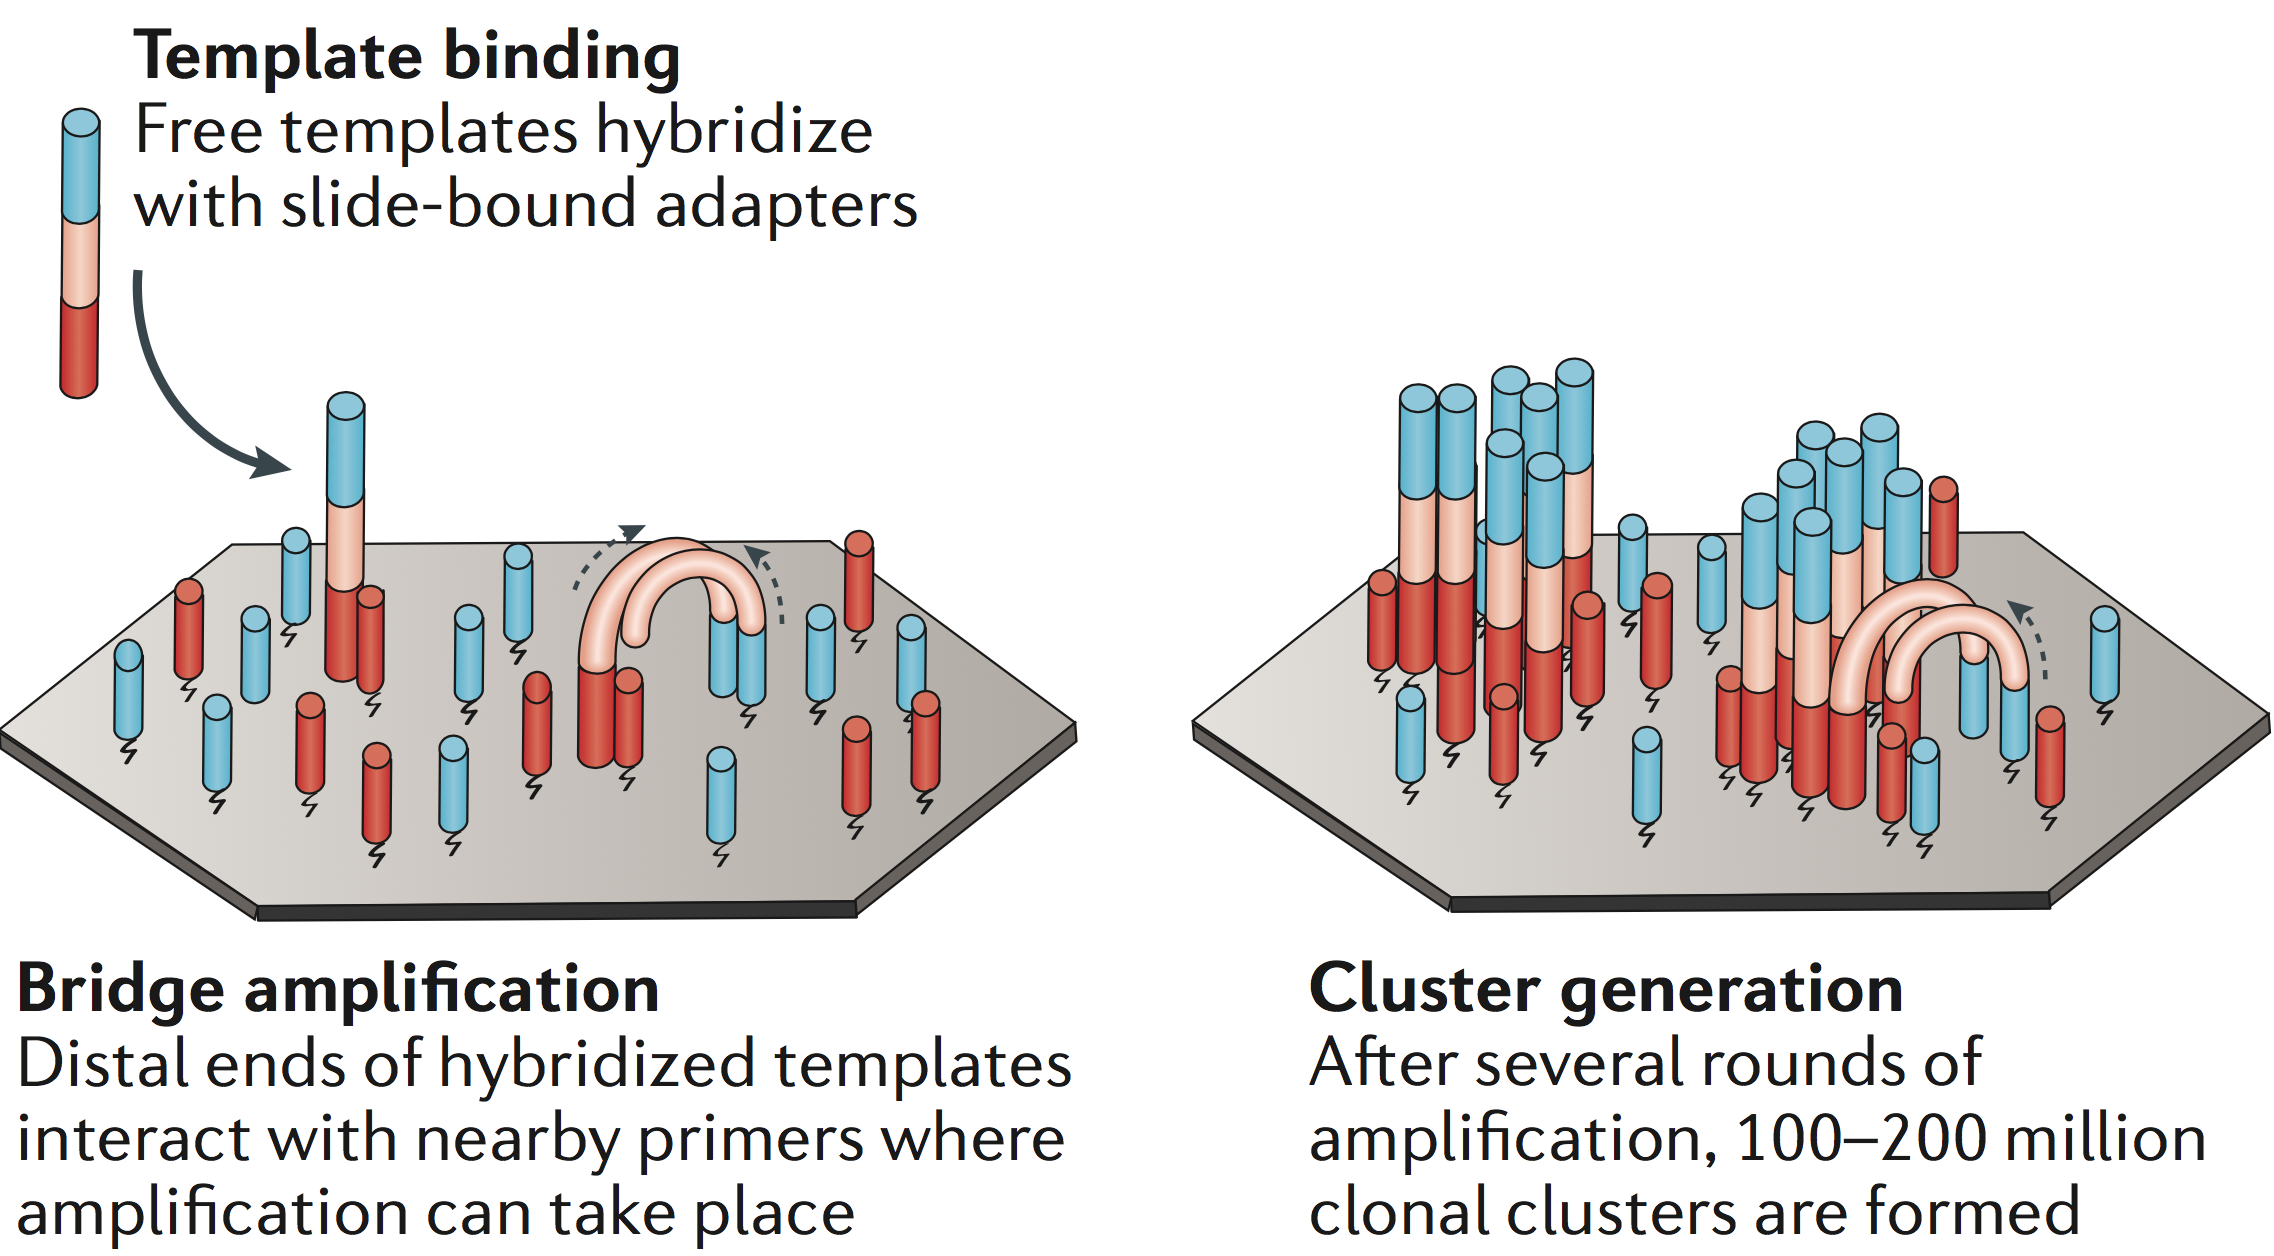 Template binding
Free templates hybridize
with slide-bound adapters
Bridge amplification
Distal ends of hybridized templates
interact with nearby primers where
amplification can take place
Cluster generation
After several rounds of
amplification, 100–200 million
clonal clusters are formed